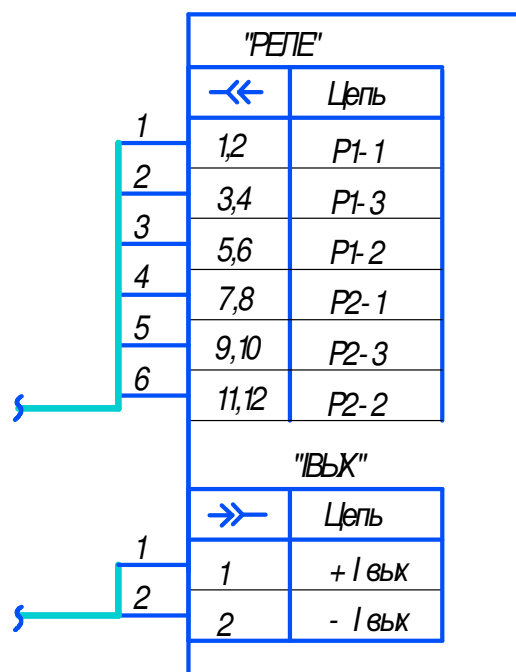 "РЕЛЕ"
Цепь
1 1,2 Р1-1
2 3,4 Р1-3
3 5,6 Р1-2
4 7,8 Р2-1
5 9,10 Р2-3
6 11,12 Р2-2
"IВЫХ"
Цепь
1 1 + I вых
2 2 - I вых